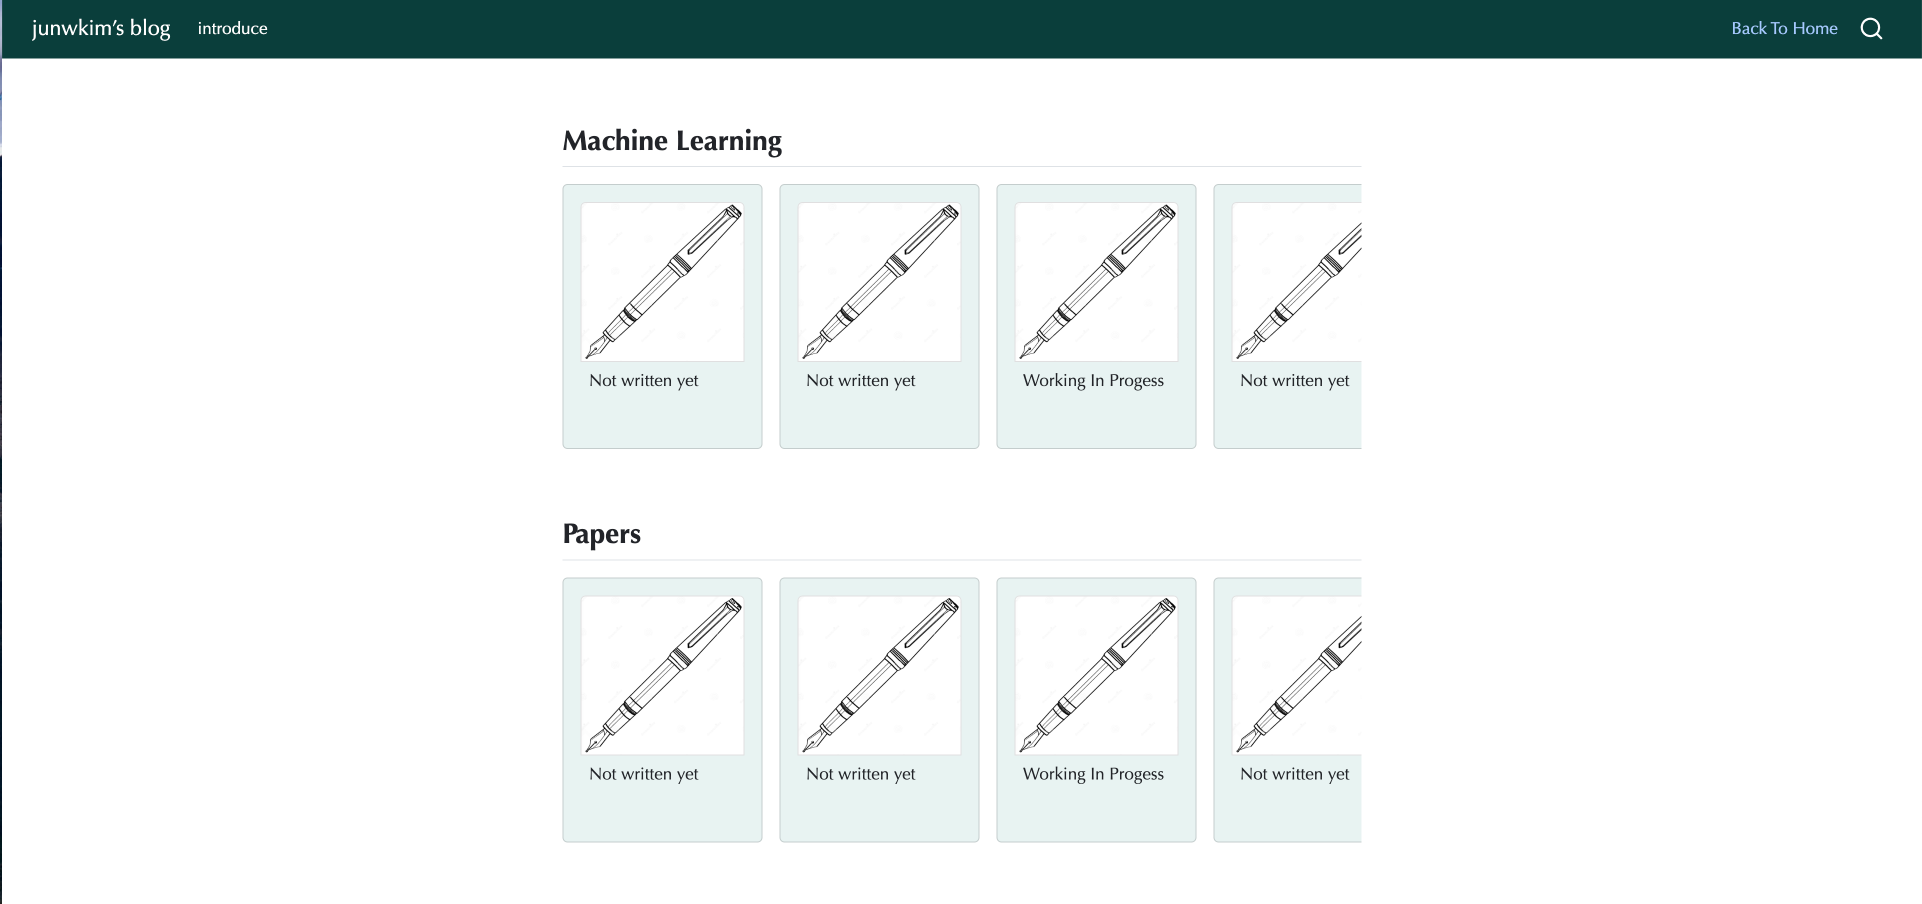 junwkim's blog introduce Back To Home
Machine Learning
Not written yet Not written yet Working In Progess Not written yet
Papers
Not written yet Not written yet Working In Progess Not written yet